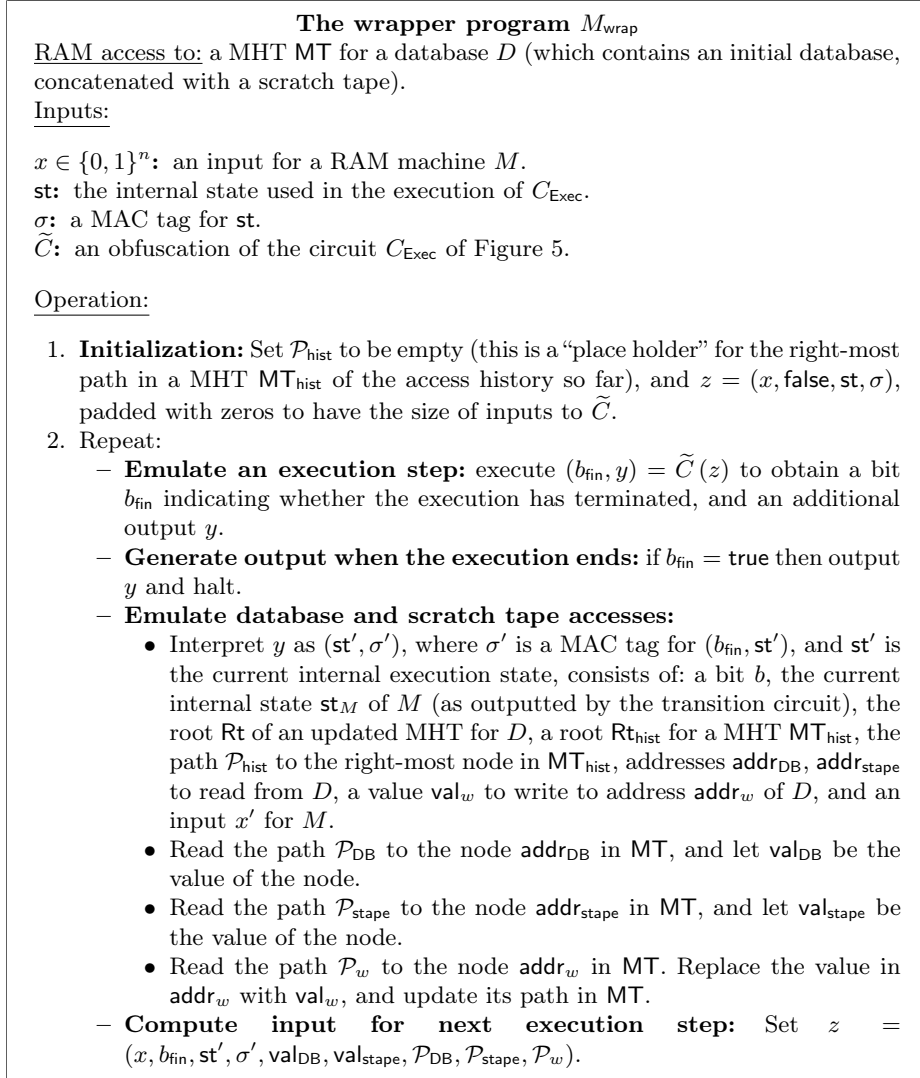 The wrapper program M_wrap
RAM access to: a MHT MT for a database D (which contains an initial database,
concatenated with a scratch tape).
Inputs:
x ∈ {0, 1}^n: an input for a RAM machine M.
st: the internal state used in the execution of C_Exec.
σ: a MAC tag for st.
C̃: an obfuscation of the circuit C_Exec of Figure 5.
Operation:
1. Initialization: Set P_hist to be empty (this is a "place holder" for the right-most
path in a MHT MT_hist of the access history so far), and z = (x, false, st, σ),
padded with zeros to have the size of inputs to C̃.
2. Repeat:
– Emulate an execution step: execute (b_fin, y) = C̃ (z) to obtain a bit
b_fin indicating whether the execution has terminated, and an additional
output y.
– Generate output when the execution ends: if b_fin = true then output
y and halt.
– Emulate database and scratch tape accesses:
• Interpret y as (st′, σ′), where σ′ is a MAC tag for (b_fin, st′), and st′ is
the current internal execution state, consists of: a bit b, the current
internal state st_M of M (as outputted by the transition circuit), the
root Rt of an updated MHT for D, a root Rt_hist for a MHT MT_hist, the
path P_hist to the right-most node in MT_hist, addresses addr_DB, addr_stape
to read from D, a value val_w to write to address addr_w of D, and an
input x′ for M.
• Read the path P_DB to the node addr_DB in MT, and let val_DB be the
value of the node.
• Read the path P_stape to the node addr_stape in MT, and let val_stape be
the value of the node.
• Read the path P_w to the node addr_w in MT. Replace the value in
addr_w with val_w, and update its path in MT.
– Compute input for next execution step: Set z =
(x, b_fin, st′, σ′, val_DB, val_stape, P_DB, P_stape, P_w).